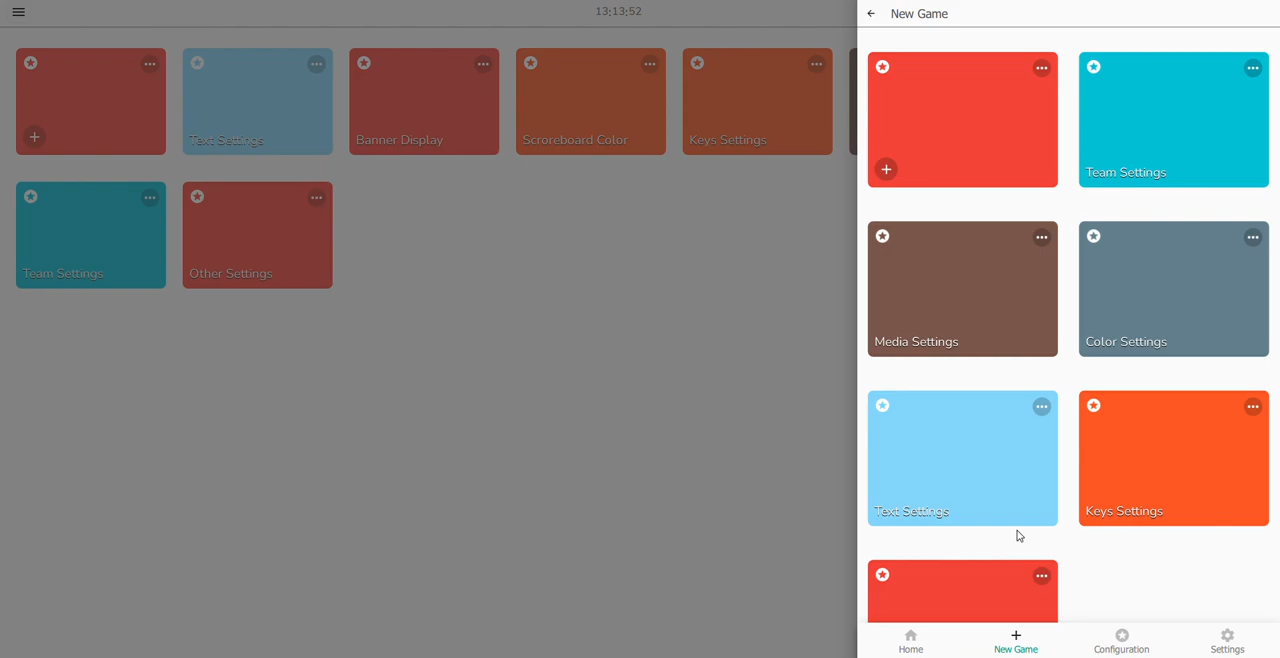 13:13:52
Text Settings
Banner Display
Scroreboard Color
Keys Settings
Team Settings
Other Settings
New Game
Team Settings
Media Settings
Color Settings
Text Settings
Keys Settings
Home
New Game
Configuration
Settings